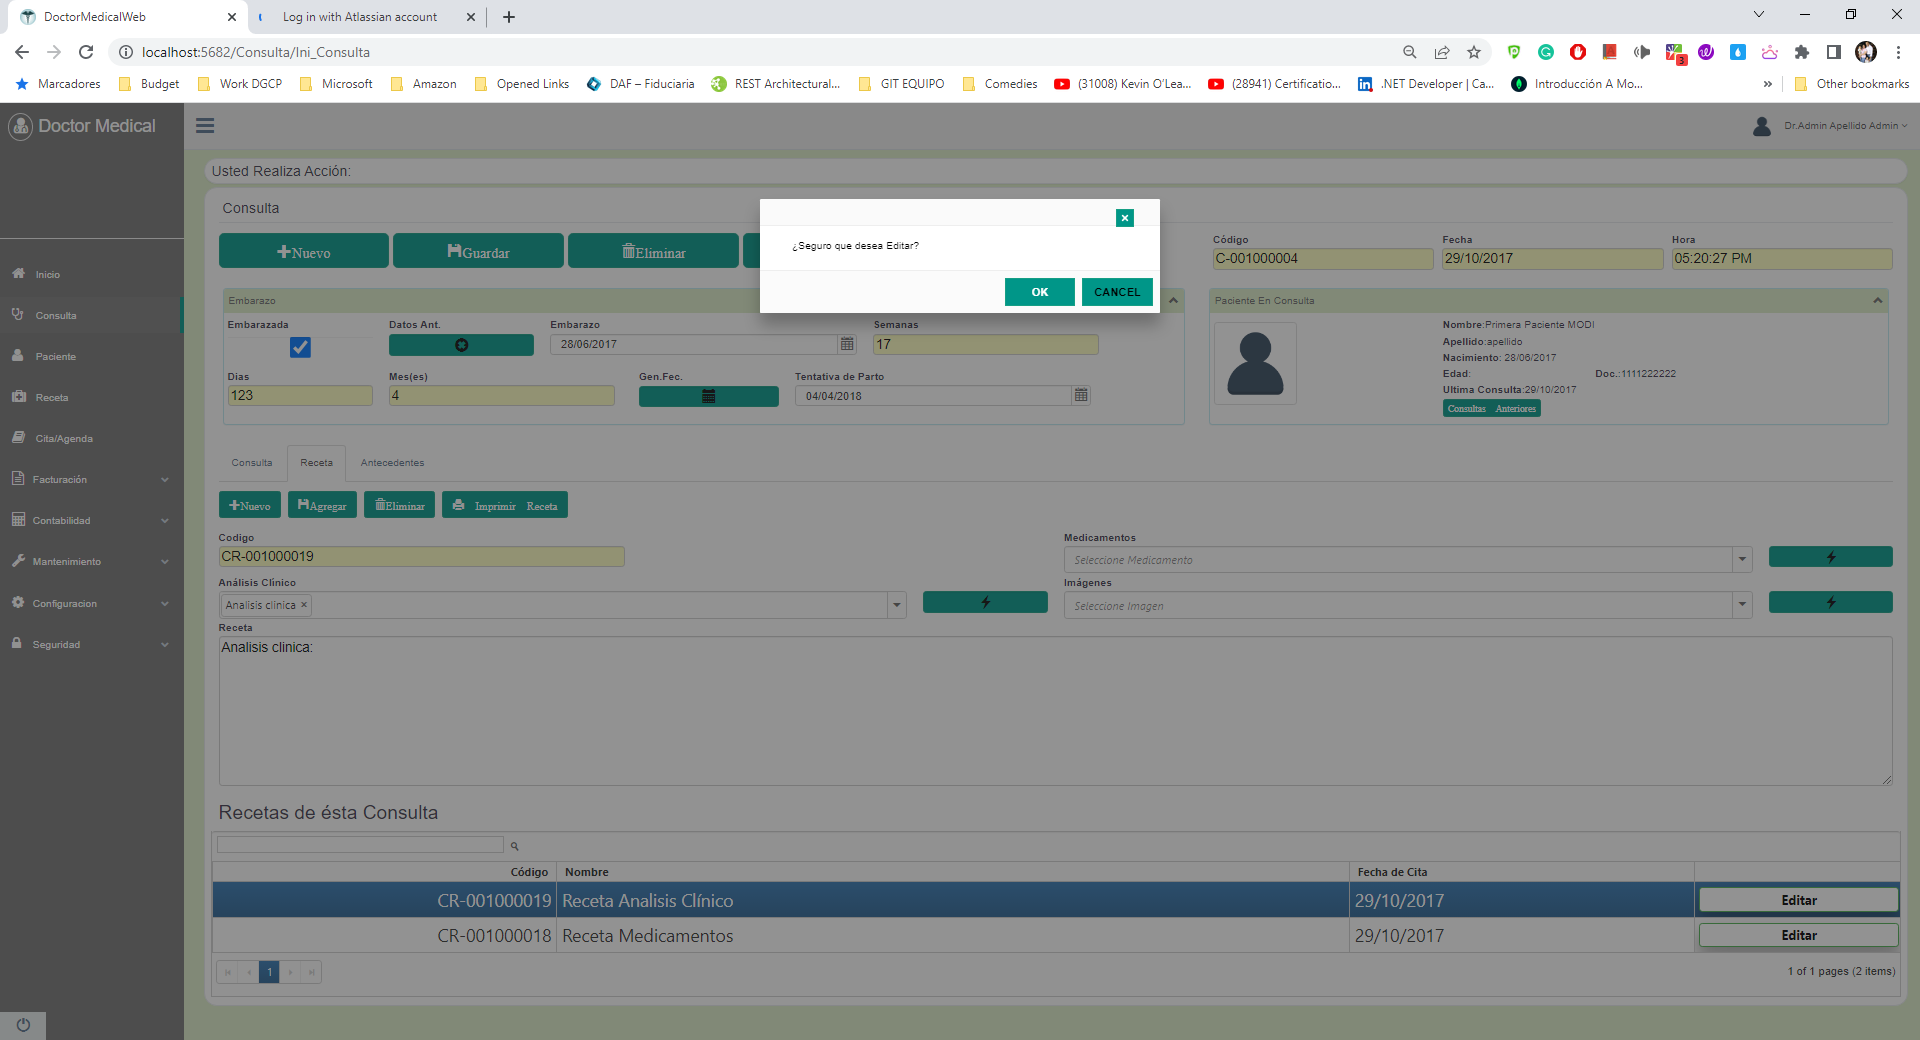 DoctorMedicalWeb
Log in with Atlassian account
localhost:5682/Consulta/Ini_Consulta
3
Marcadores
Budget
Work DGCP
Microsoft
Amazon
Opened Links
DAF – Fiduciaria
REST Architectural...
GIT EQUIPO
Comedies
(31008) Kevin O'Lea...
(28941) Certificatio...
.NET Developer | Ca...
Introducción A Mo...
Other bookmarks
Doctor Medical
Dr.Admin Apellido Admin
Usted Realiza Acción:
Consulta
Nuevo
Guardar
Eliminar
¿Seguro que desea Editar?
OK
CANCEL
Código
Fecha
Hora
C-001000004
29/10/2017
05:20:27 PM
Inicio
Consulta
Paciente
Receta
Cita/Agenda
Facturación
Contabilidad
Mantenimiento
Configuracion
Seguridad
Embarazo
Embarazada
Datos Ant.
Embarazo
28/06/2017
Semanas
17
Dias
123
Mes(es)
4
Gen.Fec.
Tentativa de Parto
04/04/2018
Paciente En Consulta
Nombre:Primera Paciente MODI
Apellido:apellido
Nacimiento: 28/06/2017
Edad:
Doc.:1111222222
Ultima Consulta:29/10/2017
Consultas Anteriores
Consulta
Receta
Antecedentes
Nuevo
Agregar
Eliminar
Imprimir Receta
Codigo
CR-001000019
Medicamentos
Seleccione Medicamento
Análisis Clínico
Analisis clinica
Imágenes
Seleccione Imagen
Receta
Analisis clinica:
Recetas de ésta Consulta
Código
Nombre
Fecha de Cita
CR-001000019
Receta Analisis Clínico
29/10/2017
Editar
CR-001000018
Receta Medicamentos
29/10/2017
Editar
1
1 of 1 pages (2 items)